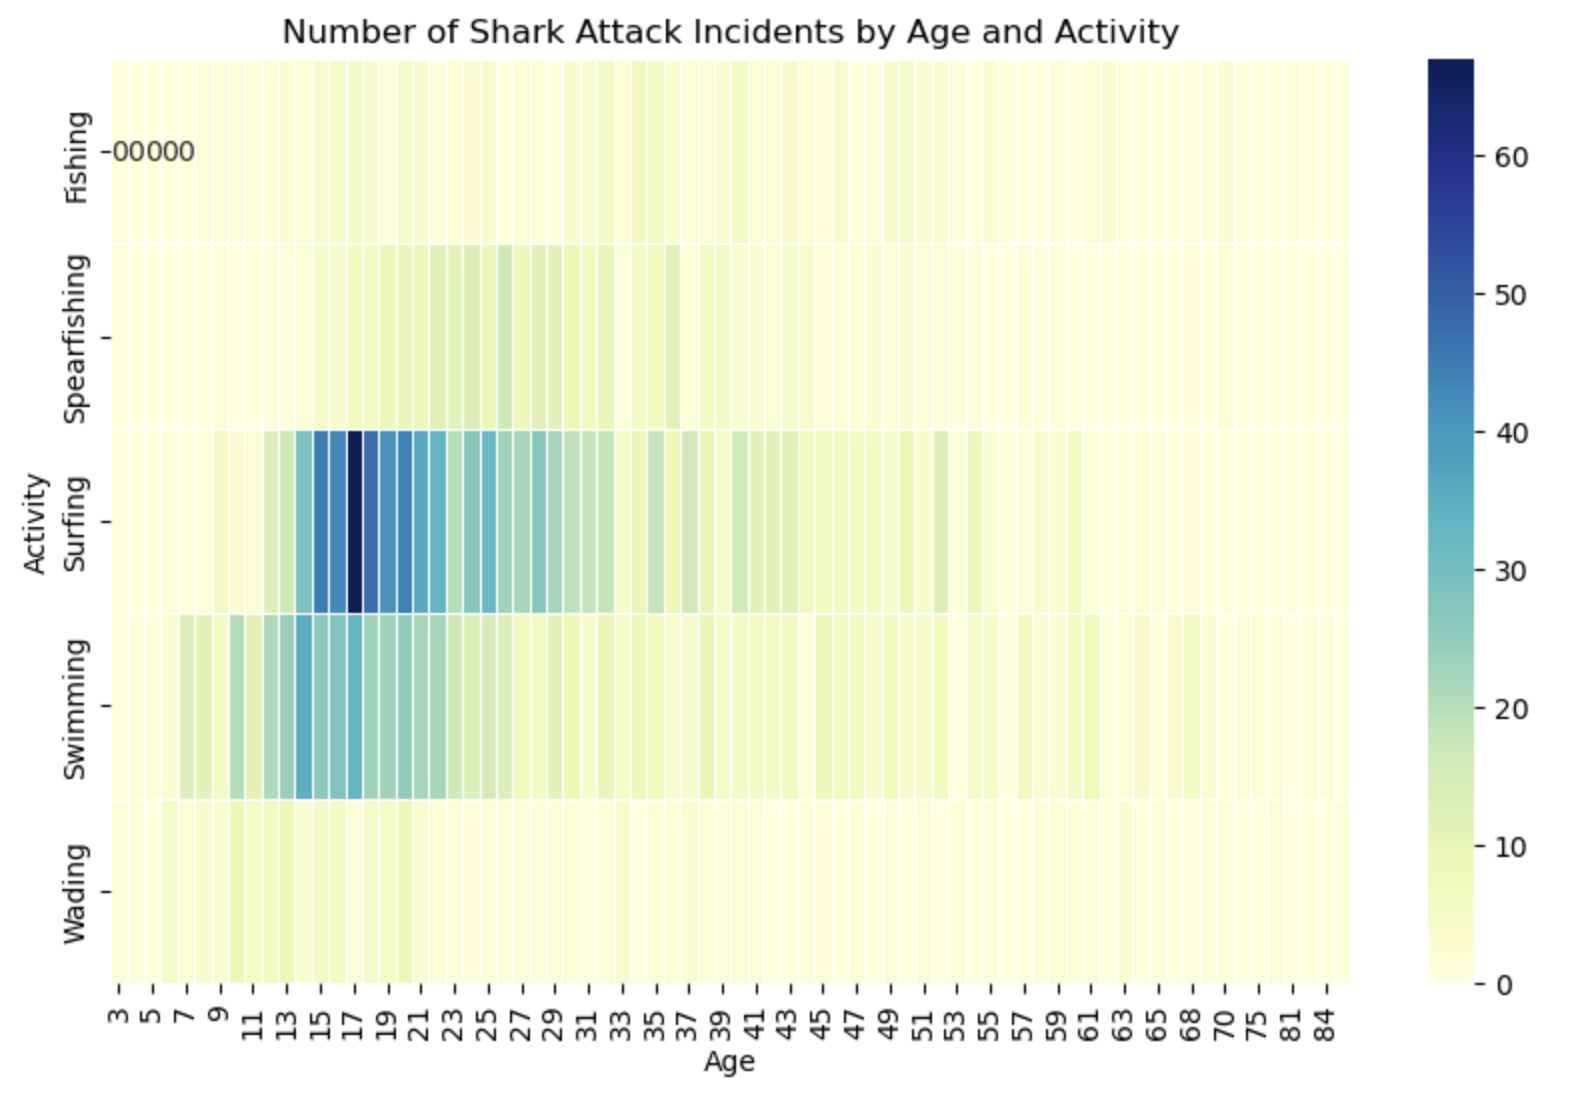 Number of Shark Attack Incidents by Age and Activity
Activity
Fishing
00000
Spearfishing
Surfing
Swimming
Wading
3 5 7 9 11 13 15 17 19 21 23 25 27 29 31 33 35 37 39 41 43 45 47 49 51 53 55 57 59 61 63 65 68 70 75 81 84
Age
60
50
40
30
20
10
0